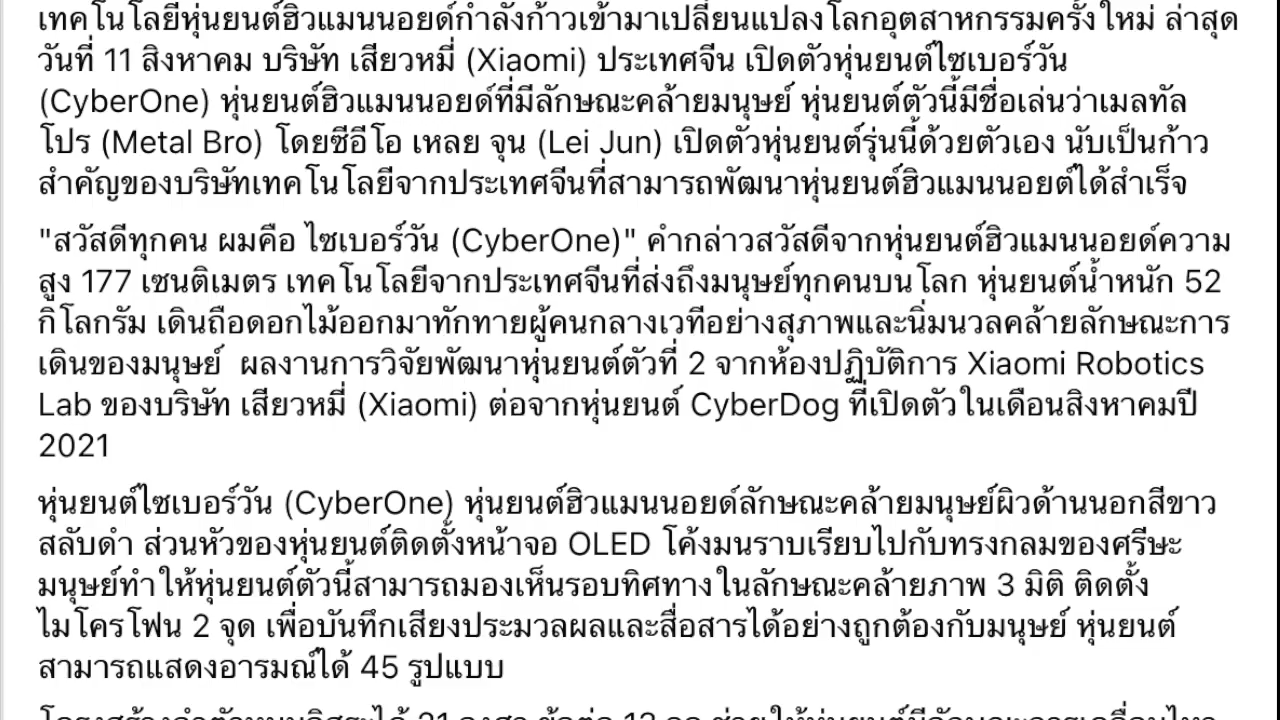 เทคโนโลยีหุ่นยนต์ฮิวแมนนอยด์กำลังก้าวเข้ามาเปลี่ยนแปลงโลกอุตสาหกรรมครั้งใหม่ ล่าสุด
วันที่ 11 สิงหาคม บริษัท เสียวหมี่ (Xiaomi) ประเทศจีน เปิดตัวหุ่นยนต์ไซเบอร์วัน
(CyberOne) หุ่นยนต์ฮิวแมนนอยด์ที่มีลักษณะคล้ายมนุษย์ หุ่นยนต์ตัวนี้มีชื่อเล่นว่าเมลทัล
โปร (Metal Bro) โดยซีอีโอ เหลย จุน (Lei Jun) เปิดตัวหุ่นยนต์รุ่นนี้ด้วยตัวเอง นับเป็นก้าว
สำคัญของบริษัทเทคโนโลยีจากประเทศจีนที่สามารถพัฒนาหุ่นยนต์ฮิวแมนนอยต์ได้สำเร็จ
"สวัสดีทุกคน ผมคือ ไซเบอร์วัน (CyberOne)" คำกล่าวสวัสดีจากหุ่นยนต์ฮิวแมนนอยด์ความ
สูง 177 เซนติเมตร เทคโนโลยีจากประเทศจีนที่ส่งถึงมนุษย์ทุกคนบนโลก หุ่นยนต์น้ำหนัก 52
กิโลกรัม เดินถือดอกไม้ออกมาทักทายผู้คนกลางเวทีอย่างสุภาพและนิ่มนวลคล้ายลักษณะการ
เดินของมนุษย์ ผลงานการวิจัยพัฒนาหุ่นยนต์ตัวที่ 2 จากห้องปฏิบัติการ Xiaomi Robotics
Lab ของบริษัท เสียวหมี่ (Xiaomi) ต่อจากหุ่นยนต์ CyberDog ที่เปิดตัวในเดือนสิงหาคมปี
2021
หุ่นยนต์ไซเบอร์วัน (CyberOne) หุ่นยนต์ฮิวแมนนอยด์ลักษณะคล้ายมนุษย์ผิวด้านนอกสีขาว
สลับดำ ส่วนหัวของหุ่นยนต์ติดตั้งหน้าจอ OLED โค้งมนราบเรียบไปกับทรงกลมของศรีษะ
มนุษย์ทำให้หุ่นยนต์ตัวนี้สามารถมองเห็นรอบทิศทางในลักษณะคล้ายภาพ 3 มิติ ติดตั้ง
ไมโครโฟน 2 จุด เพื่อบันทึกเสียงประมวลผลและสื่อสารได้อย่างถูกต้องกับมนุษย์ หุ่นยนต์
สามารถแสดงอารมณ์ได้ 45 รูปแบบ